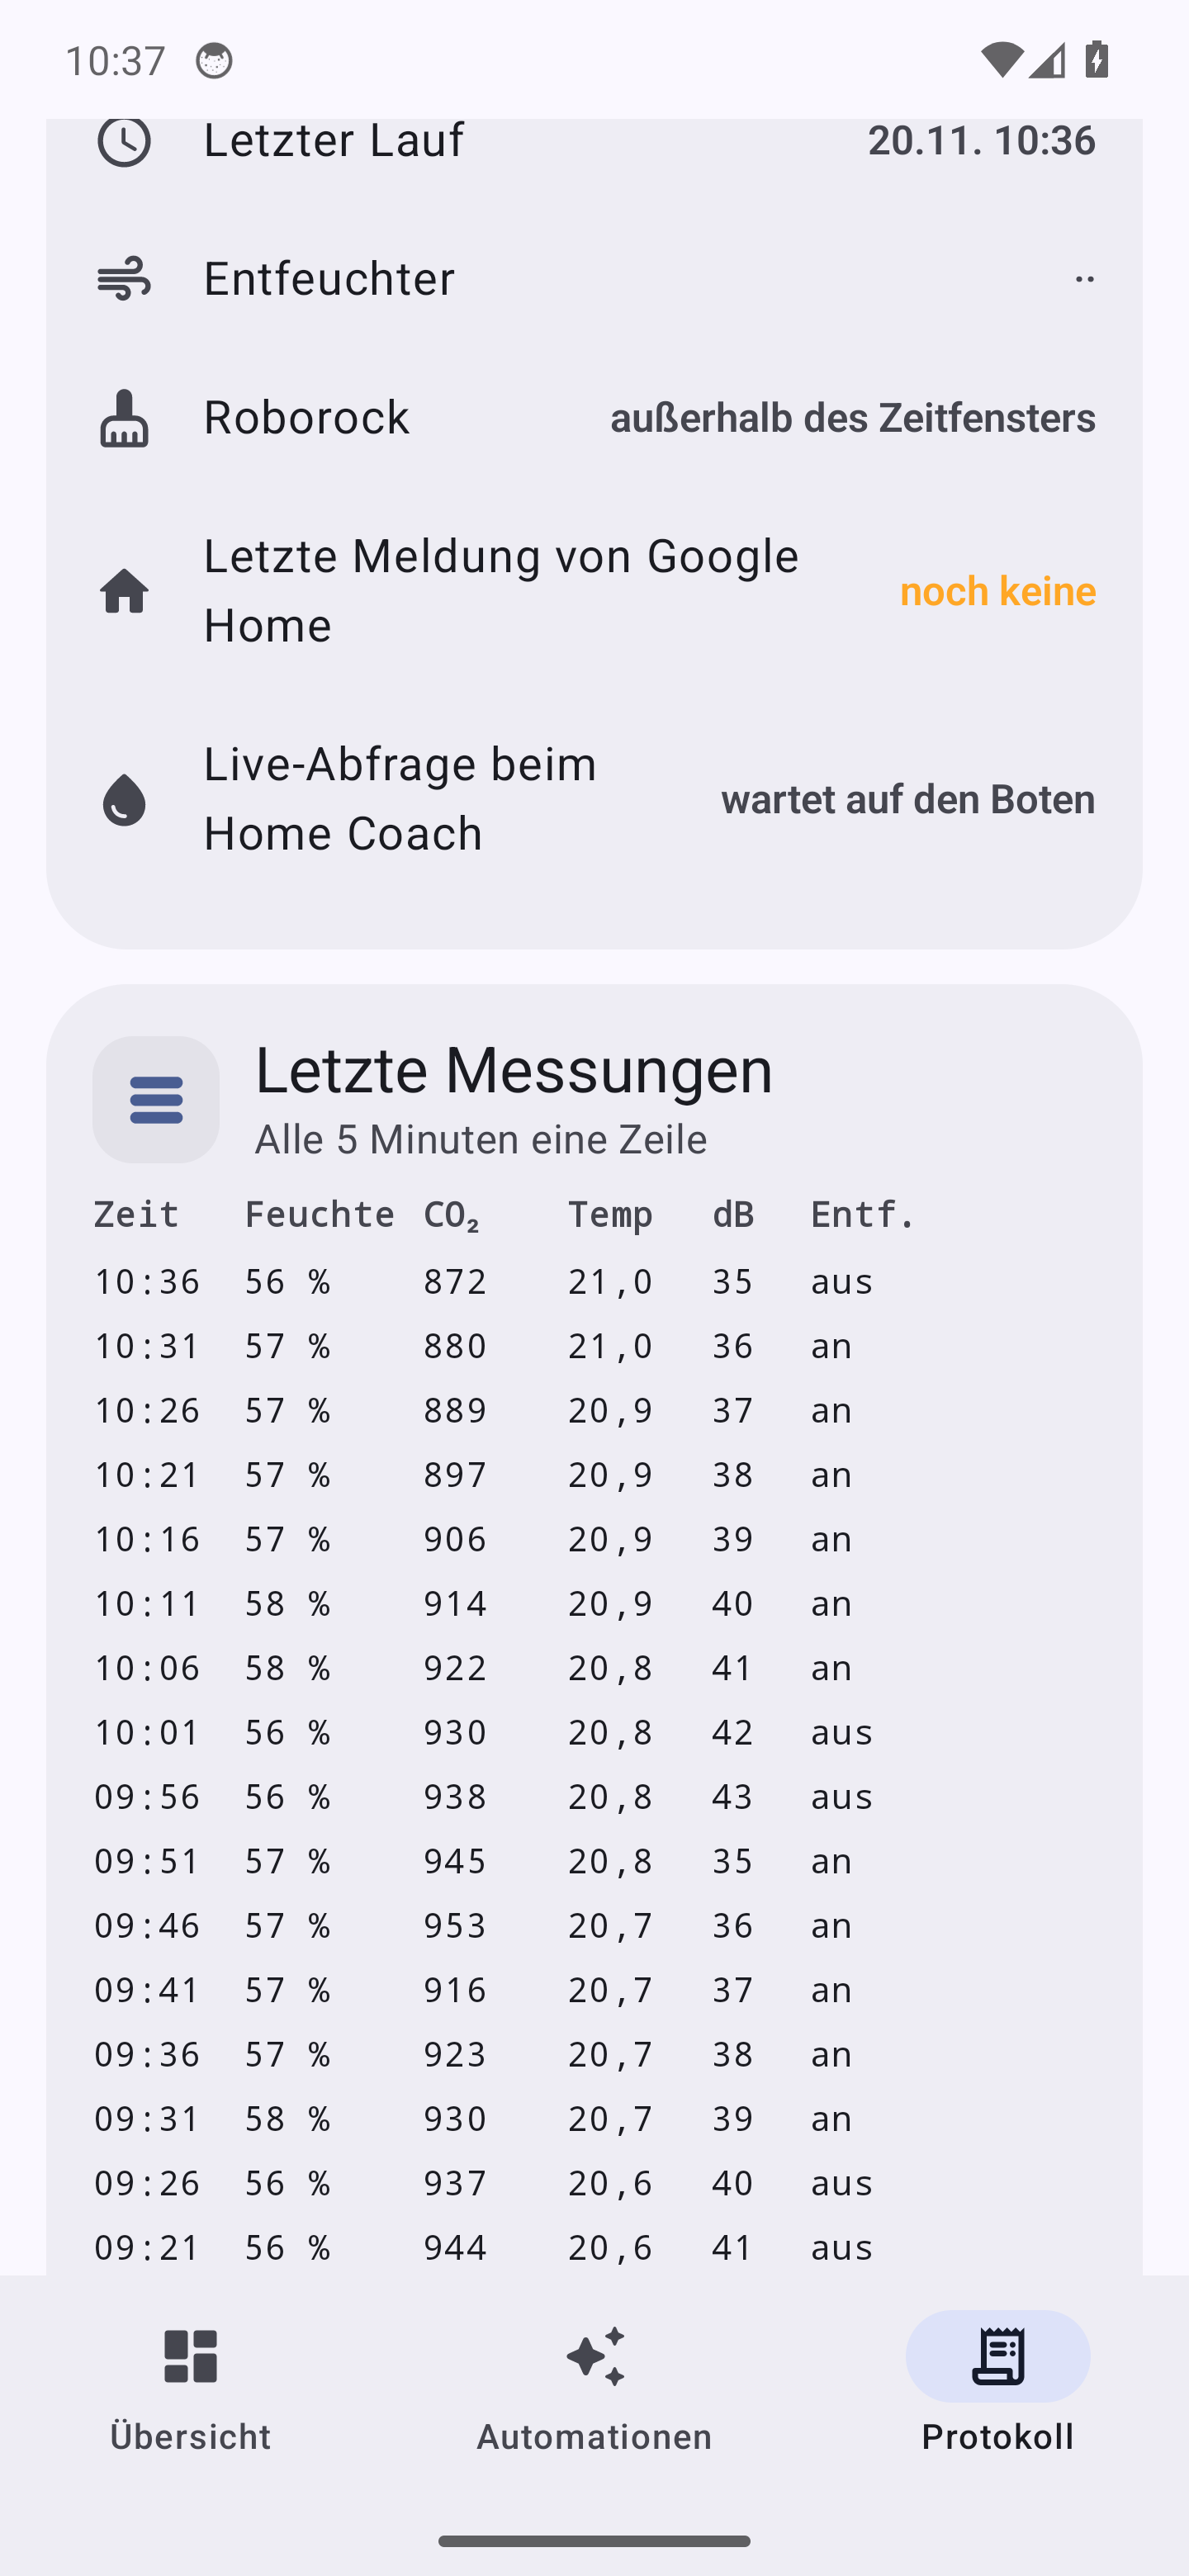 10:37
Letzter Lauf 20.11. 10:36
Entfeuchter ··
Roborock außerhalb des Zeitfensters
Letzte Meldung von Google
Home
noch keine
Live-Abfrage beim
Home Coach
wartet auf den Boten
Letzte Messungen
Alle 5 Minuten eine Zeile
Zeit Feuchte CO₂ Temp dB Entf.
10:36 56 % 872 21,0 35 aus
10:31 57 % 880 21,0 36 an
10:26 57 % 889 20,9 37 an
10:21 57 % 897 20,9 38 an
10:16 57 % 906 20,9 39 an
10:11 58 % 914 20,9 40 an
10:06 58 % 922 20,8 41 an
10:01 56 % 930 20,8 42 aus
09:56 56 % 938 20,8 43 aus
09:51 57 % 945 20,8 35 an
09:46 57 % 953 20,7 36 an
09:41 57 % 916 20,7 37 an
09:36 57 % 923 20,7 38 an
09:31 58 % 930 20,7 39 an
09:26 56 % 937 20,6 40 aus
09:21 56 % 944 20,6 41 aus
Übersicht Automationen Protokoll